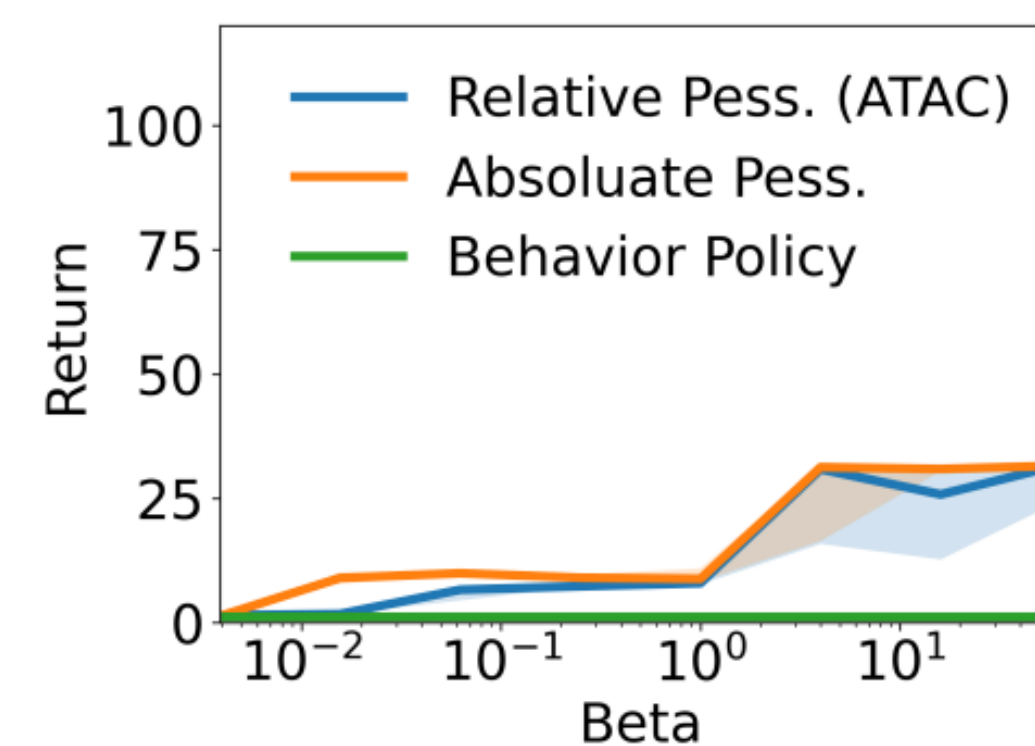 Relative Pess. (ATAC)
Absoluate Pess.
Behavior Policy
Return
100
75
50
25
0
10⁻² 10⁻¹ 10⁰ 10¹
Beta